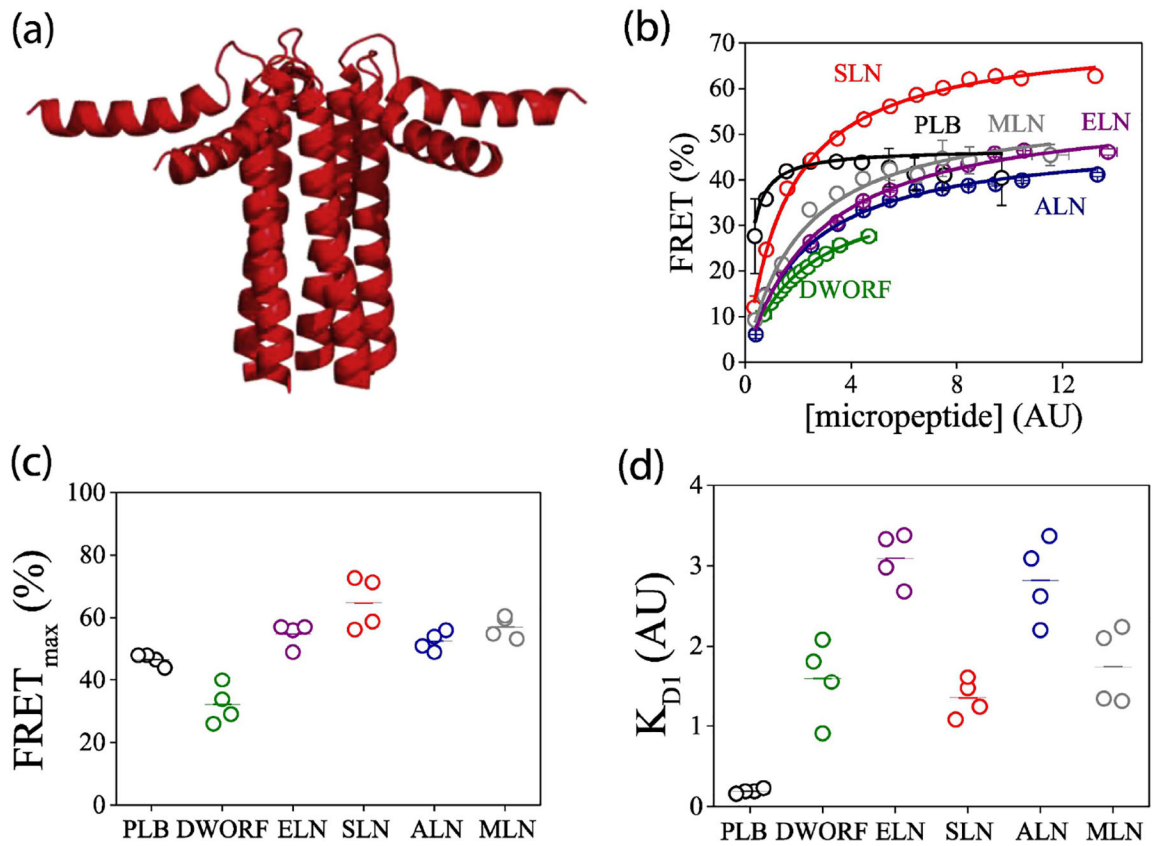 (a)
(b)
FRET (%)
70
60
50
40
30
20
10
0
SLN
PLB
MLN
ELN
ALN
DWORF
0
4
8
12
[micropeptide] (AU)
(c)
FRETmax (%)
100
80
60
40
20
0
PLB DWORF ELN SLN ALN MLN
(d)
KD1 (AU)
4
3
2
1
0
PLB DWORF ELN SLN ALN MLN